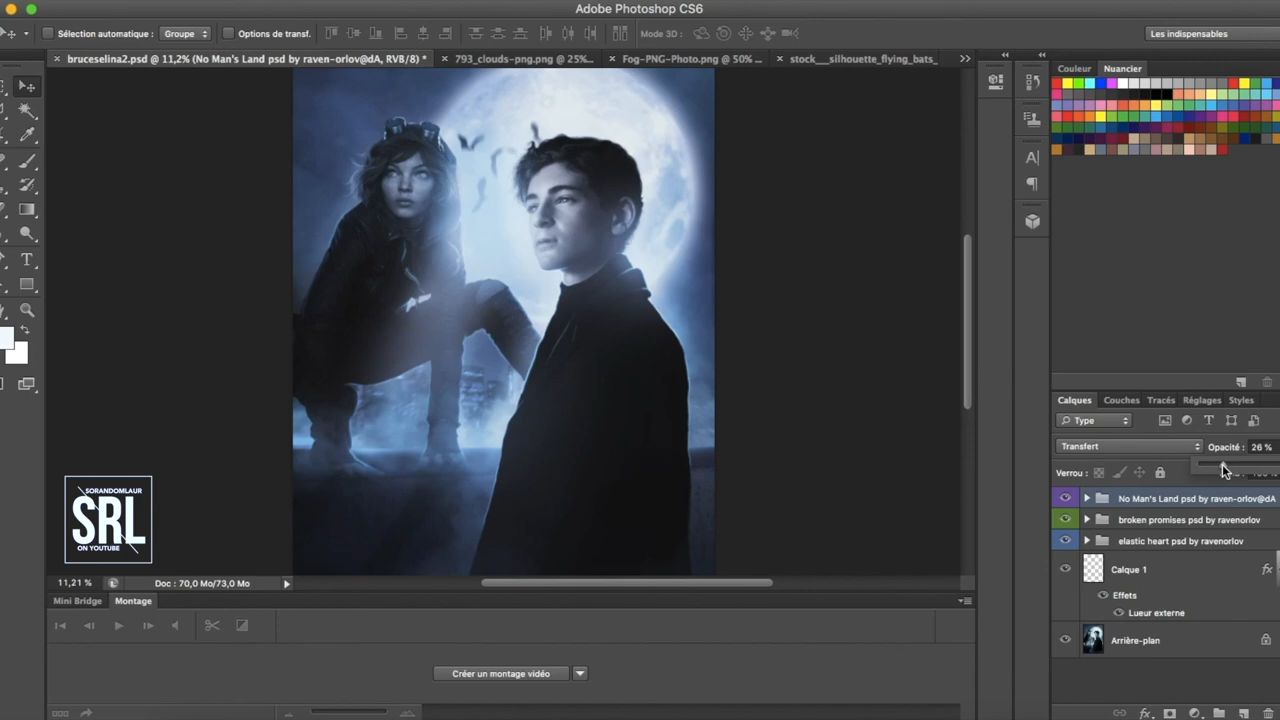 Adobe Photoshop CS6
Sélection automatique : Groupe Options de transf. Mode 3D : Les indispensables
bruceselina2.psd @ 11,2% (No Man's Land psd by raven-orlov@dA, RVB/8) * 793_clouds-png.png @ 25%... Fog-PNG-Photo.png @ 50% ... stock___silhouette_flying_bats_
Couleur Nuancier
Calques Couches Tracés Réglages Styles
Type
Transfert Opacité : 26 %
Verrou :
No Man's Land psd by raven-orlov@dA
broken promises psd by ravenorlov
elastic heart psd by ravenorlov
Calque 1 fx
Effets
Lueur externe
Arrière-plan
SORANDOMLAUR
SRL
ON YOUTUBE
11,21 % Doc : 70,0 Mo/73,0 Mo
Mini Bridge Montage
Créer un montage vidéo